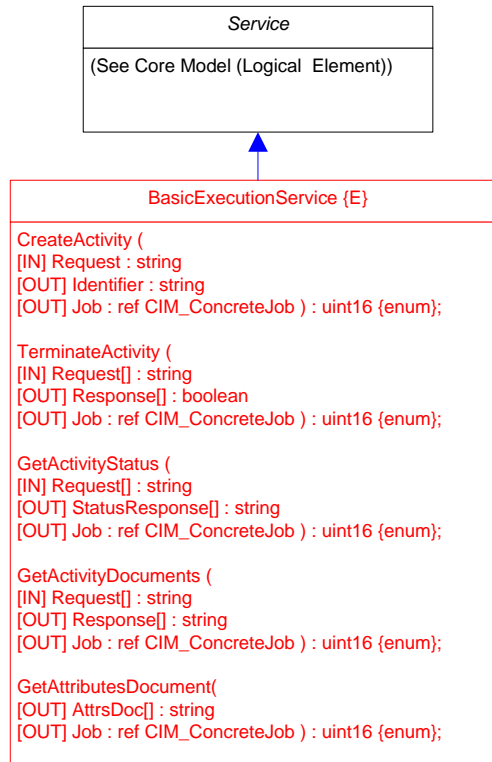 Service
(See Core Model (Logical Element))
BasicExecutionService {E}
CreateActivity (
[IN] Request : string
[OUT] Identifier : string
[OUT] Job : ref CIM_ConcreteJob ) : uint16 {enum};
TerminateActivity (
[IN] Request[] : string
[OUT] Response[] : boolean
[OUT] Job : ref CIM_ConcreteJob ) : uint16 {enum};
GetActivityStatus (
[IN] Request[] : string
[OUT] StatusResponse[] : string
[OUT] Job : ref CIM_ConcreteJob ) : uint16 {enum};
GetActivityDocuments (
[IN] Request[] : string
[OUT] Response[] : string
[OUT] Job : ref CIM_ConcreteJob ) : uint16 {enum};
GetAttributesDocument(
[OUT] AttrsDoc[] : string
[OUT] Job : ref CIM_ConcreteJob ) : uint16 {enum};